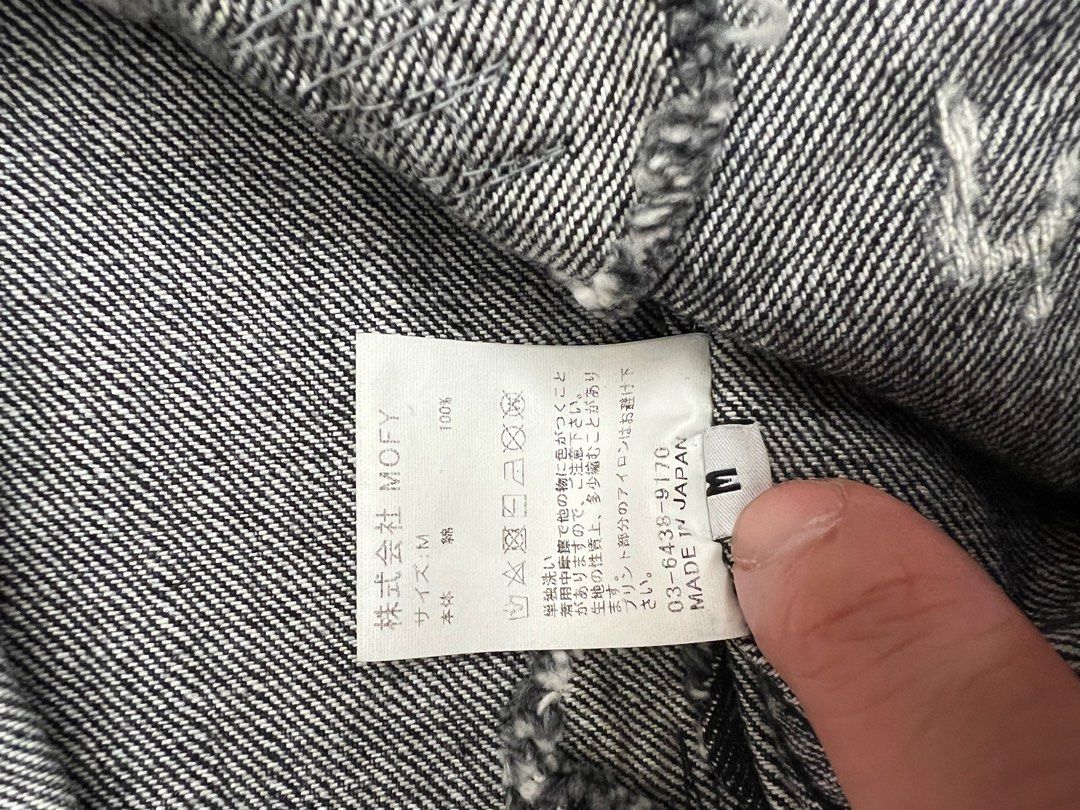 株式会社 MOFY
サイズ:M
本体 綿 100%
単独洗い
着用中摩擦で他の物に色がつくこと
がありますので、ご注意下さい。
生地の性質上、多少縮むことがあり
ます。
プリント部分のアイロンはお避け下
さい。
03-6438-9170
MADE IN JAPAN
M